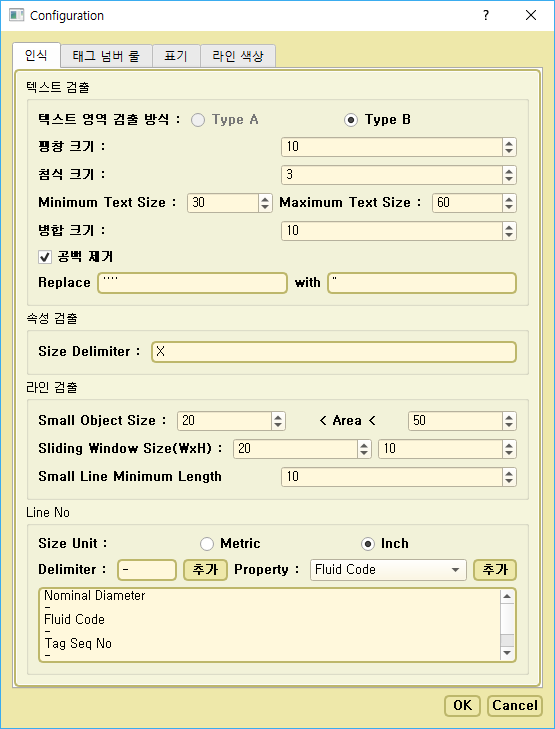 Configuration
인식 태그 넘버 룰 표기 라인 색상
텍스트 검출
텍스트 영역 검출 방식 : Type A Type B
팽창 크기 : 10
침식 크기 : 3
Minimum Text Size : 30 Maximum Text Size : 60
병합 크기 : 10
공백 제거
Replace '''' with "
속성 검출
Size Delimiter : X
라인 검출
Small Object Size : 20 < Area < 50
Sliding Window Size(WxH) : 20 10
Small Line Minimum Length 10
Line No
Size Unit : Metric Inch
Delimiter : - 추가 Property : Fluid Code 추가
Nominal Diameter
-
Fluid Code
-
Tag Seq No
-
OK Cancel